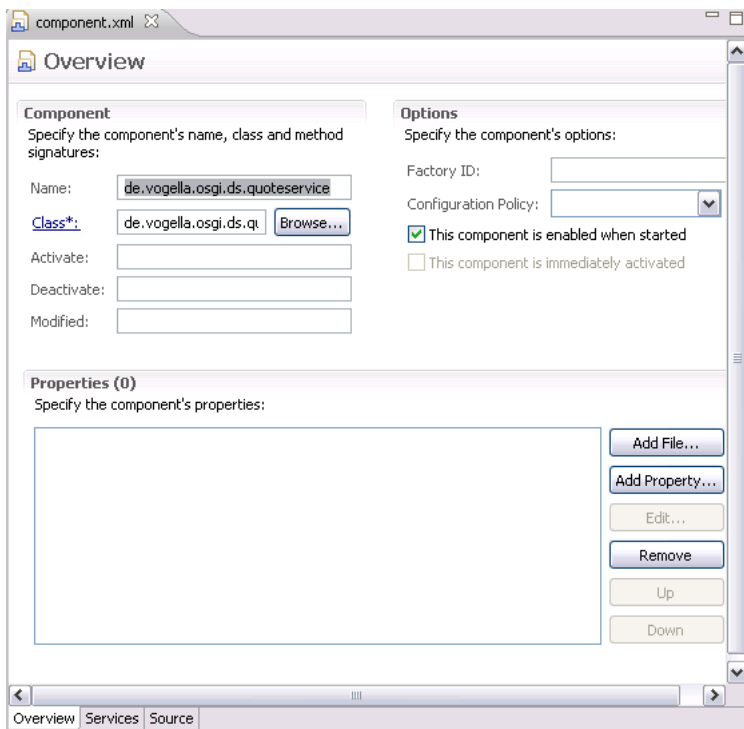 component.xml
Overview
Component
Specify the component's name, class and method
signatures:
Name: de.vogella.osgi.ds.quoteservice
Class*: de.vogella.osgi.ds.qu Browse...
Activate:
Deactivate:
Modified:
Options
Specify the component's options:
Factory ID:
Configuration Policy:
This component is enabled when started
This component is immediately activated
Properties (0)
Specify the component's properties:
Add File...
Add Property...
Edit...
Remove
Up
Down
Overview Services Source